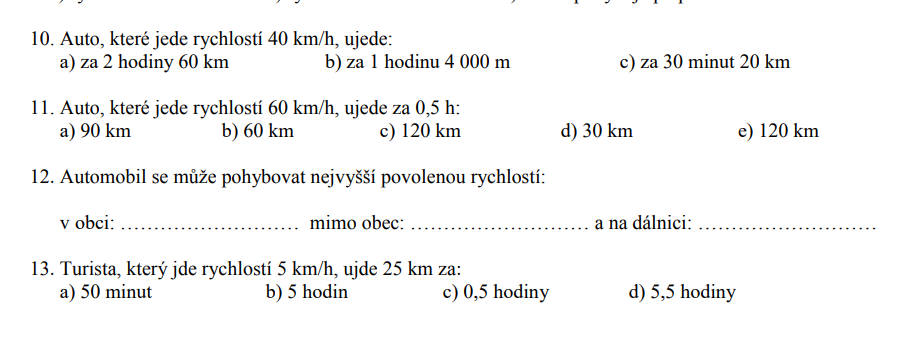 10. Auto, které jede rychlostí 40 km/h, ujede:
a) za 2 hodiny 60 km b) za 1 hodinu 4 000 m c) za 30 minut 20 km
11. Auto, které jede rychlostí 60 km/h, ujede za 0,5 h:
a) 90 km b) 60 km c) 120 km d) 30 km e) 120 km
12. Automobil se může pohybovat nejvyšší povolenou rychlostí:
v obci: ……………………… mimo obec: ……………………… a na dálnici: ………………………
13. Turista, který jde rychlostí 5 km/h, ujde 25 km za:
a) 50 minut b) 5 hodin c) 0,5 hodiny d) 5,5 hodiny